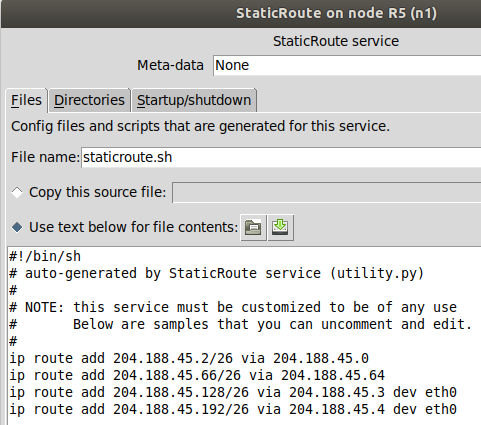 StaticRoute on node R5 (n1)
StaticRoute service
Meta-data None
Files Directories Startup/shutdown
Config files and scripts that are generated for this service.
File name: staticroute.sh
Copy this source file:
Use text below for file contents:
#!/bin/sh
# auto-generated by StaticRoute service (utility.py)
#
# NOTE: this service must be customized to be of any use
#       Below are samples that you can uncomment and edit.
#
ip route add 204.188.45.2/26 via 204.188.45.0
ip route add 204.188.45.66/26 via 204.188.45.64
ip route add 204.188.45.128/26 via 204.188.45.3 dev eth0
ip route add 204.188.45.192/26 via 204.188.45.4 dev eth0